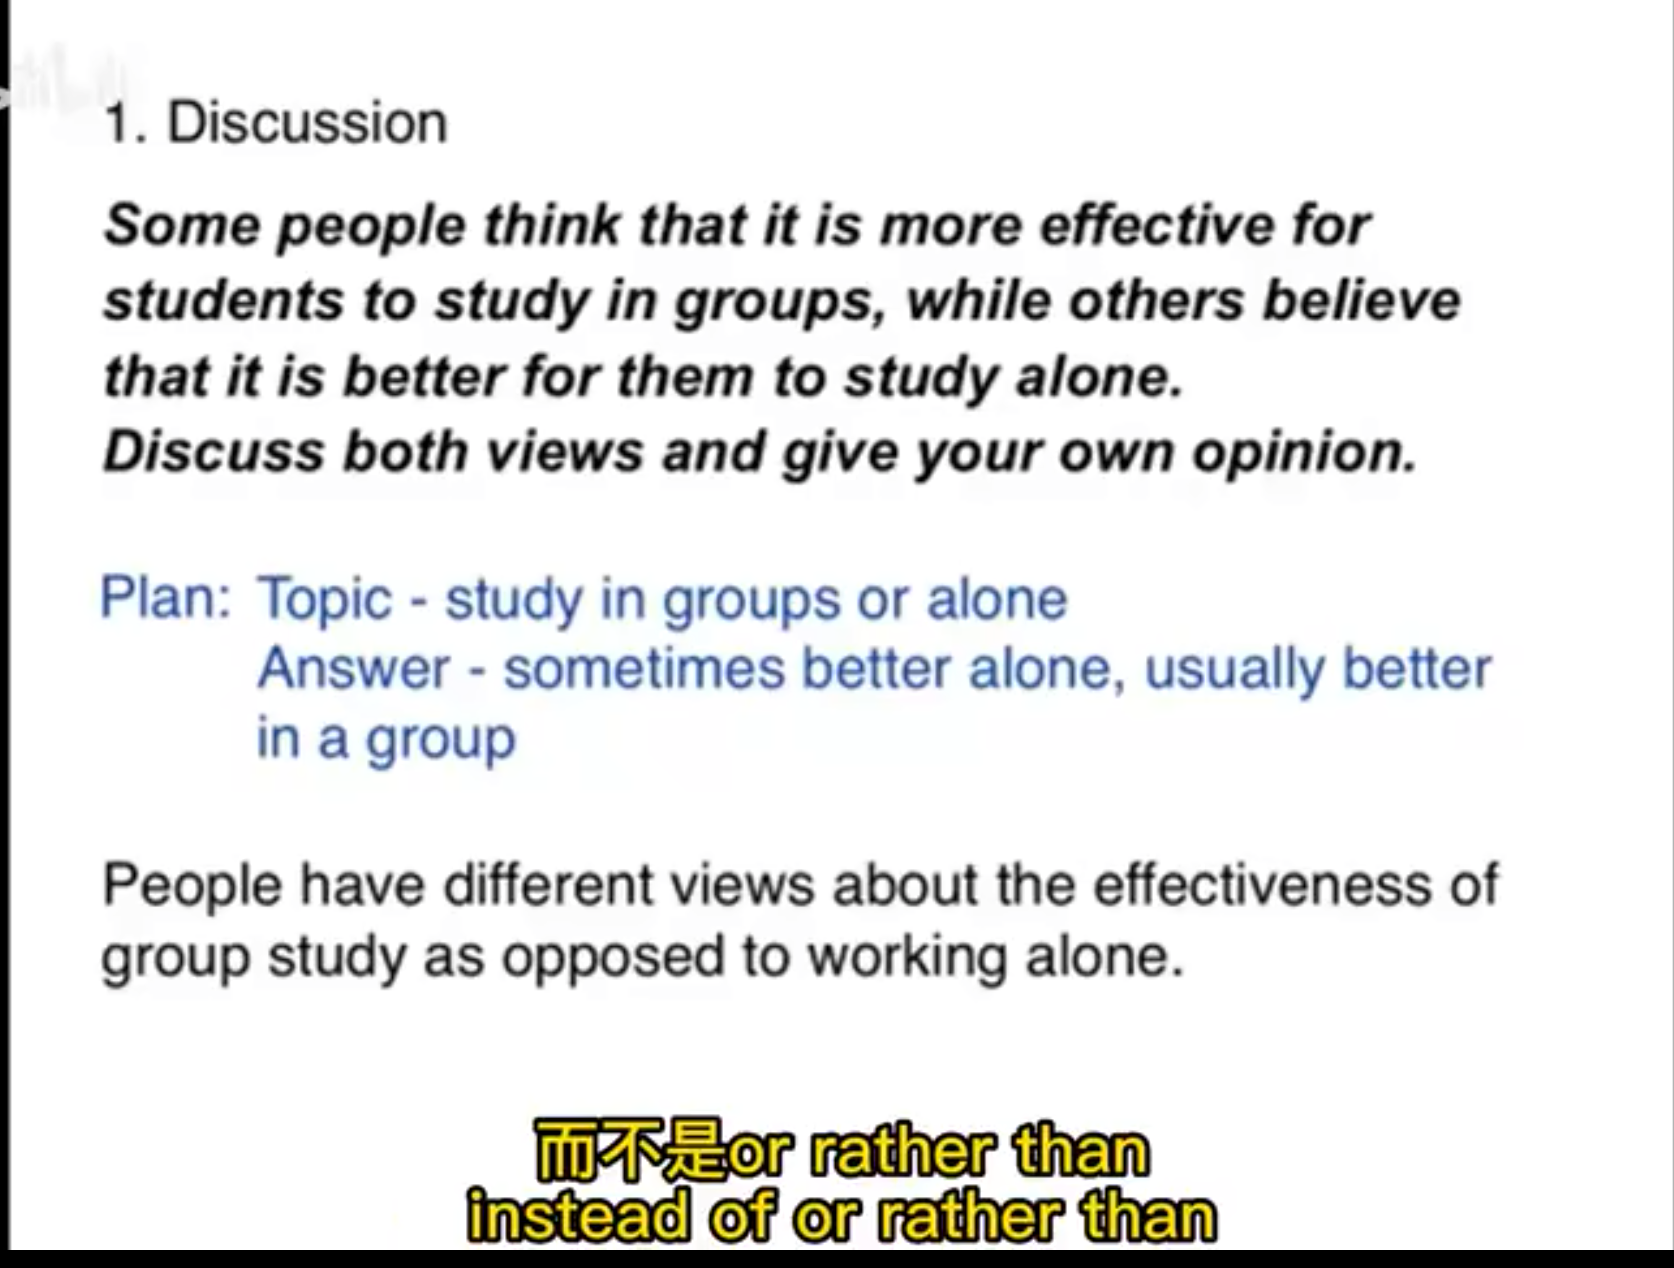 1. Discussion
Some people think that it is more effective for
students to study in groups, while others believe
that it is better for them to study alone.
Discuss both views and give your own opinion.
Plan: Topic - study in groups or alone
Answer - sometimes better alone, usually better
in a group
People have different views about the effectiveness of
group study as opposed to working alone.
而不是or rather than
instead of or rather than